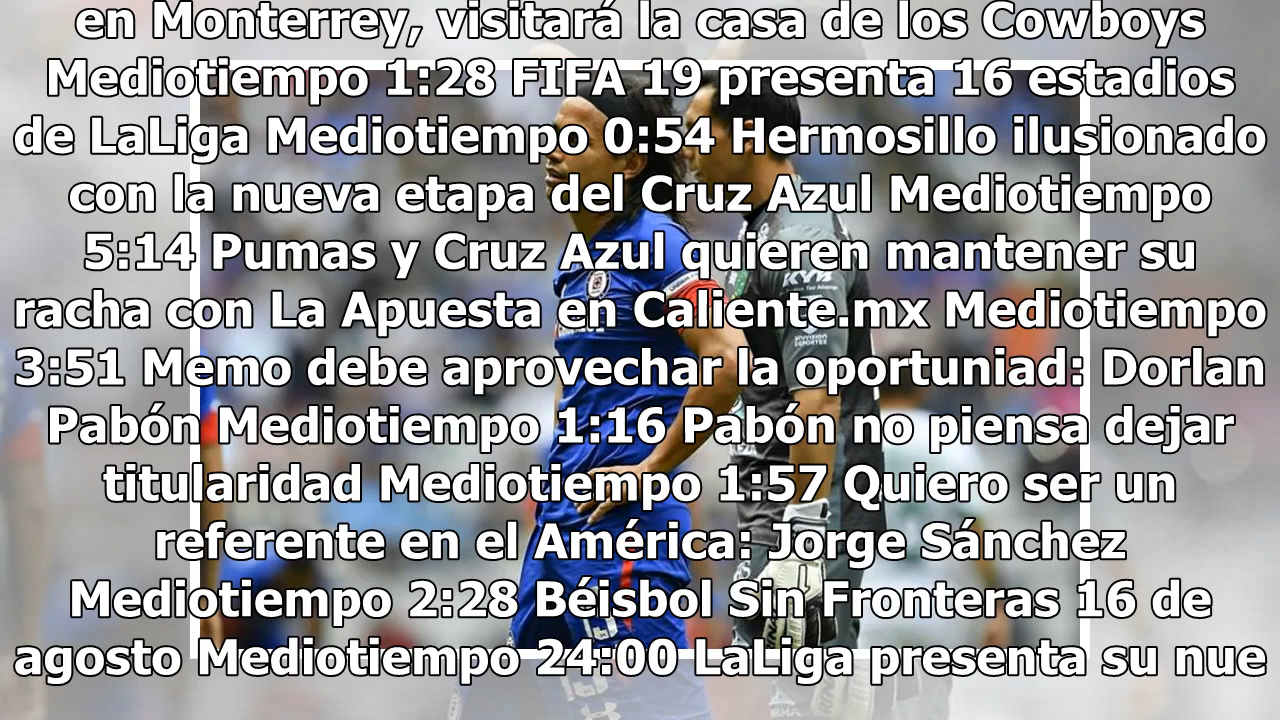 en Monterrey, visitará la casa de los Cowboys
Mediotiempo 1:28 FIFA 19 presenta 16 estadios
de LaLiga Mediotiempo 0:54 Hermosillo ilusionado
con la nueva etapa del Cruz Azul Mediotiempo
5:14 Pumas y Cruz Azul quieren mantener su
racha con La Apuesta en Caliente.mx Mediotiempo
3:51 Memo debe aprovechar la oportuniad: Dorlan
Pabón Mediotiempo 1:16 Pabón no piensa dejar
titularidad Mediotiempo 1:57 Quiero ser un
referente en el América: Jorge Sánchez
Mediotiempo 2:28 Béisbol Sin Fronteras 16 de
agosto Mediotiempo 24:00 LaLiga presenta su nue
KYB